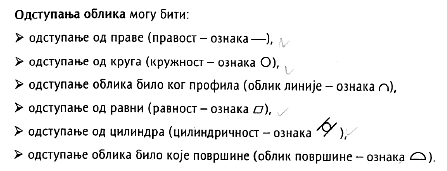 Одступања облика могу бити:
➢ одступање од праве (правост – ознака —),
➢ одступање од круга (кружност – ознака ○),
➢ одступање облика било ког профила (облик линије – ознака ⌒),
➢ одступање од равни (равност – ознака ▱),
➢ одступање од цилиндра (цилиндричност – ознака ⌭),
➢ одступање облика било које површине (облик површине – ознака ⌓).